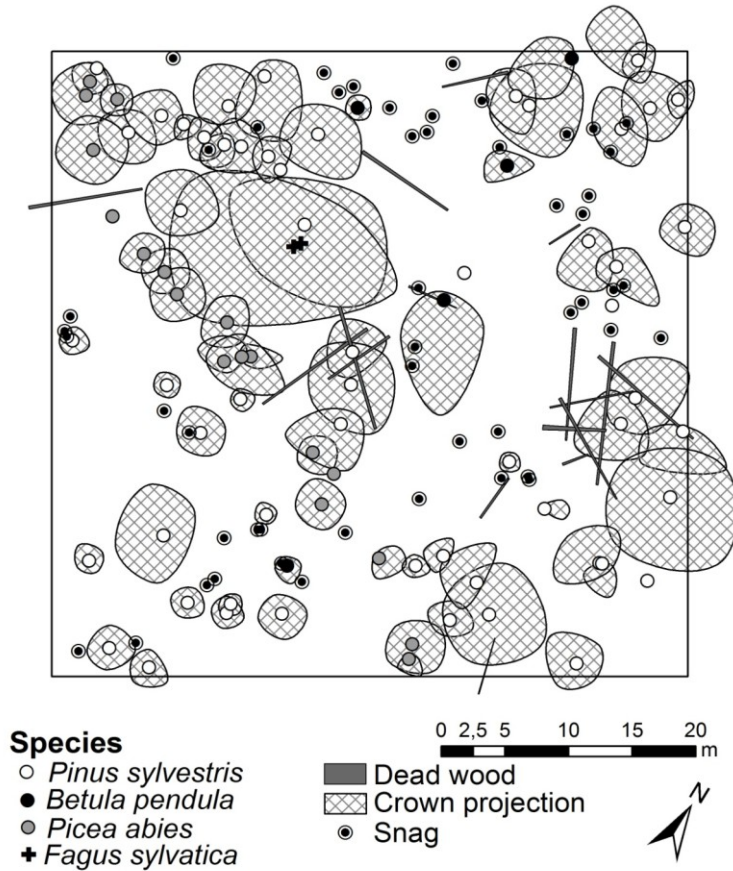 Species
Pinus sylvestris
Betula pendula
Picea abies
Fagus sylvatica
0 2,5 5 10 15 20
m
Dead wood
Crown projection
Snag
N